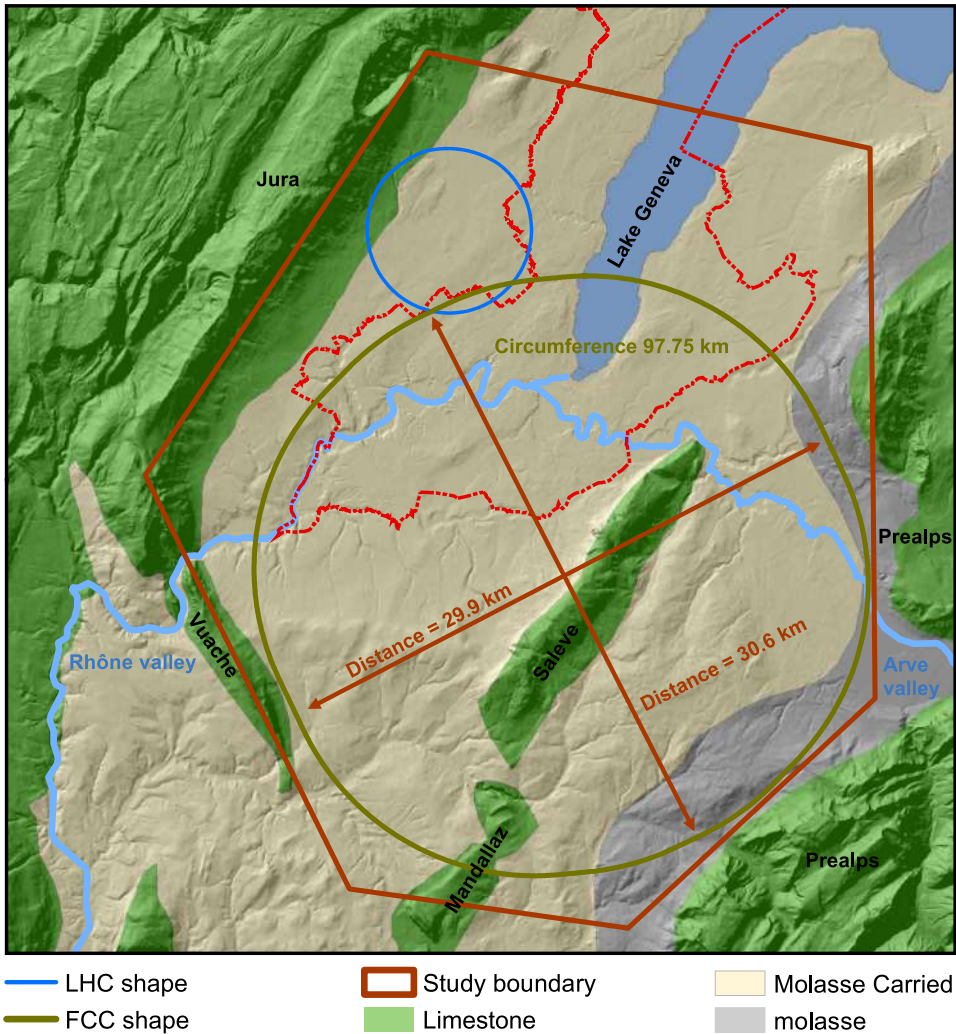 Jura
Lake Geneva
Circumference 97.75 km
Prealps
Distance = 29.9 km
Vuache
Saleve
Rhône valley
Distance = 30.6 km
Arve
valley
Mandallaz
Prealps
LHC shape
Study boundary
Molasse Carried
FCC shape
Limestone
molasse